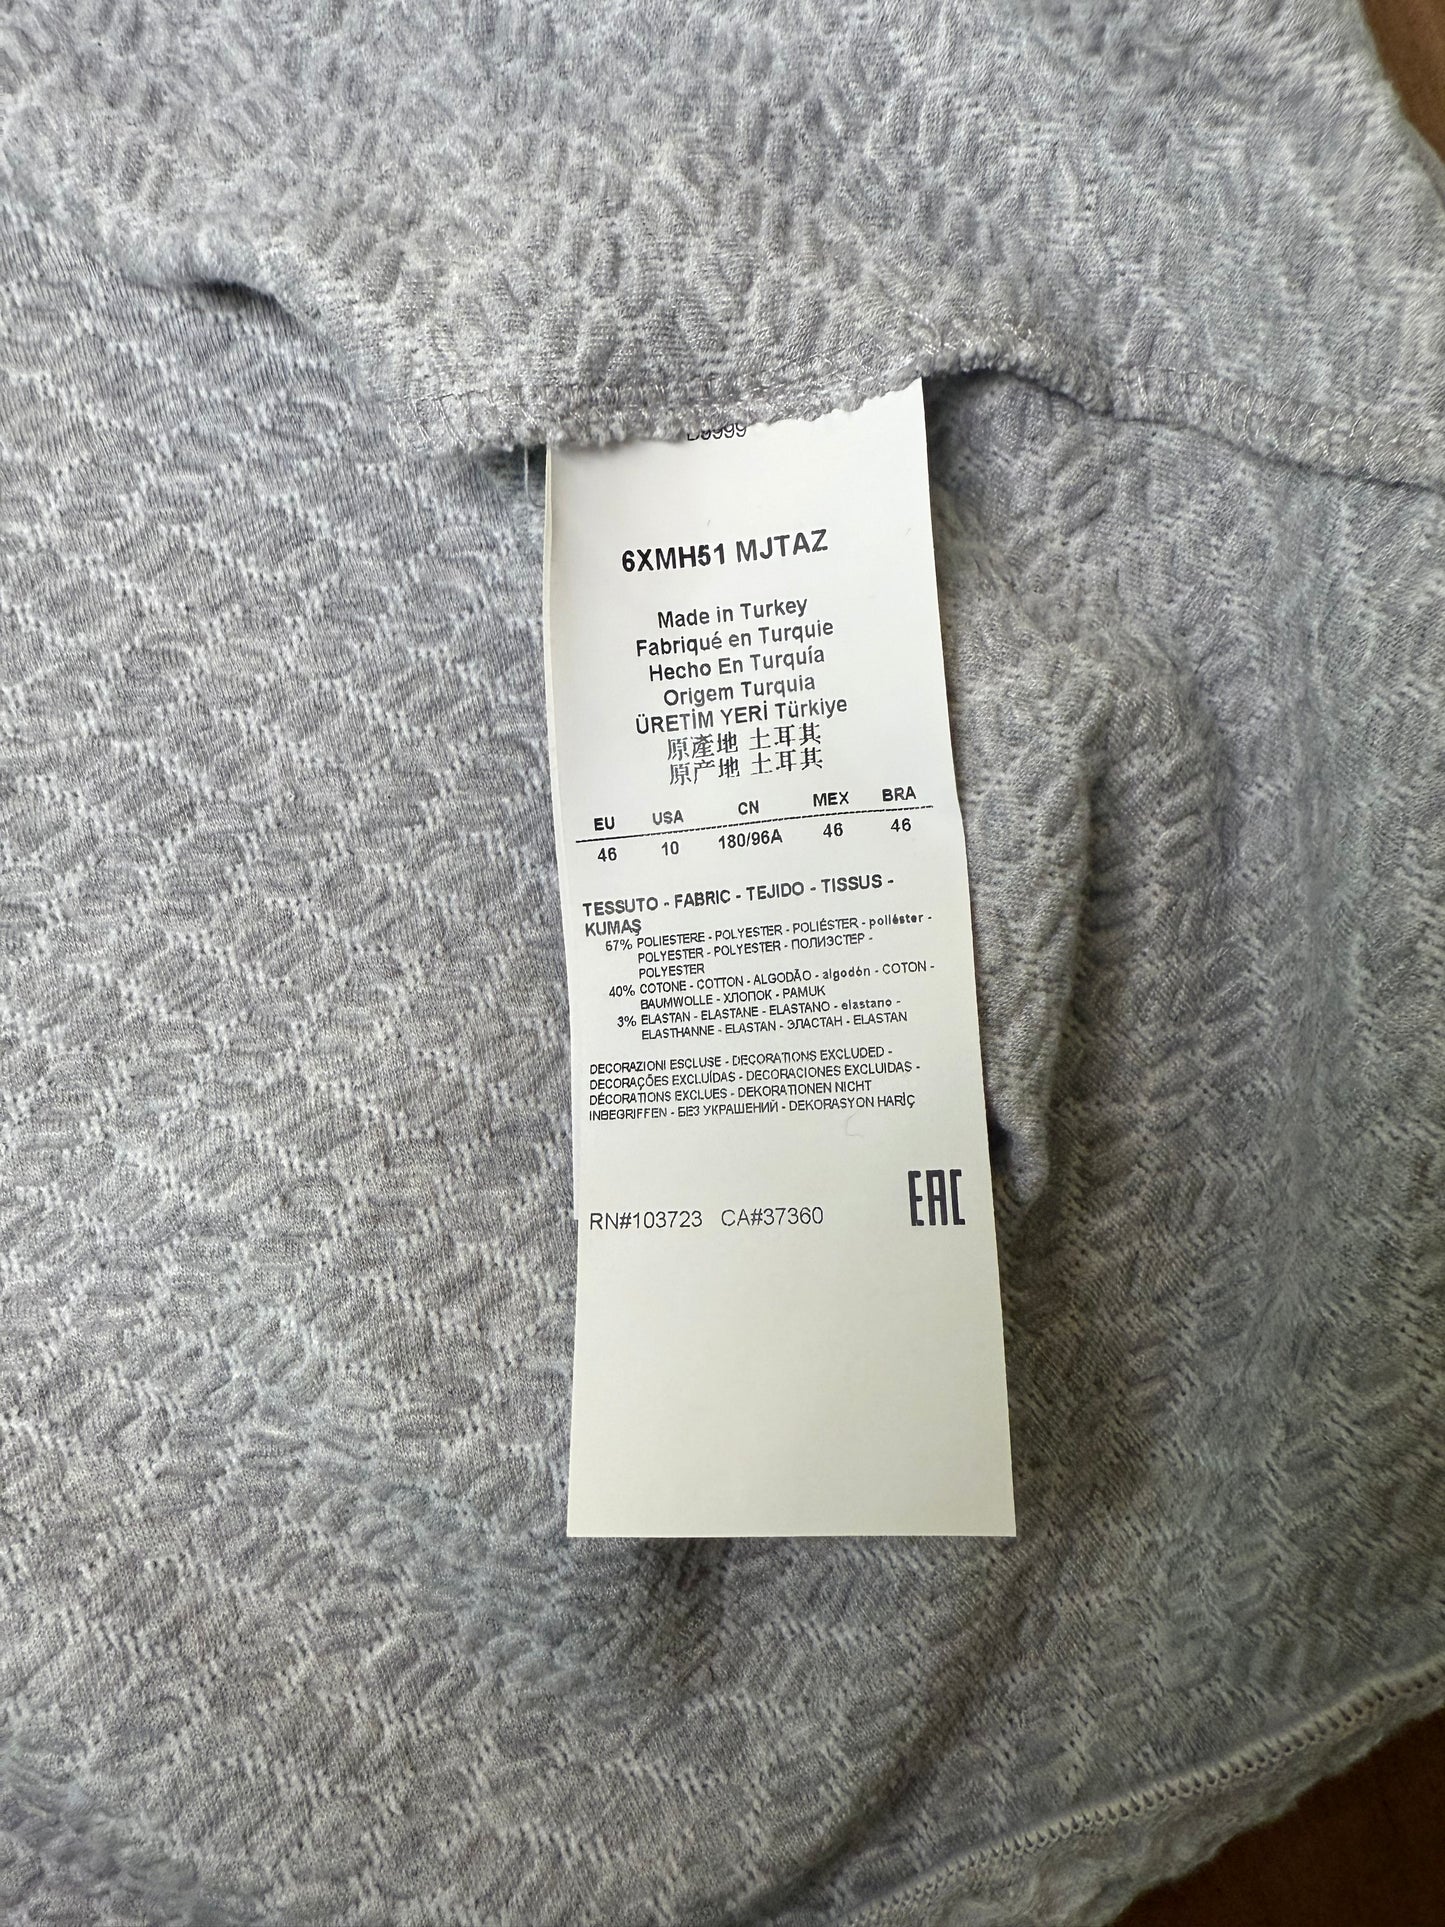 D9999
6XMH51 MJTAZ
Made in Turkey
Fabriqué en Turquie
Hecho En Turquía
Origem Turquia
ÜRETİM YERİ Türkiye
原產地 土耳其
原产地 土耳其
EU USA CN MEX BRA
46 10 180/96A 46 46
TESSUTO - FABRIC - TEJIDO - TISSUS -
KUMAŞ
57% POLIESTERE - POLYESTER - POLIÉSTER - poliéster -
POLYESTER - POLYESTER - ПОЛИЭСТЕР -
POLYESTER
40% COTONE - COTTON - ALGODÃO - algodón - COTON -
BAUMWOLLE - ХЛОПОК - PAMUK
3% ELASTAN - ELASTANE - ELASTANO - elastano -
ELASTHANNE - ELASTAN - ЭЛАСТАН - ELASTAN
DECORAZIONI ESCLUSE - DECORATIONS EXCLUDED -
DECORAÇÕES EXCLUÍDAS - DECORACIONES EXCLUIDAS -
DÉCORATIONS EXCLUES - DEKORATIONEN NICHT
INBEGRIFFEN - БЕЗ УКРАШЕНИЙ - DEKORASYON HARİÇ
RN#103723 CA#37360
EAC